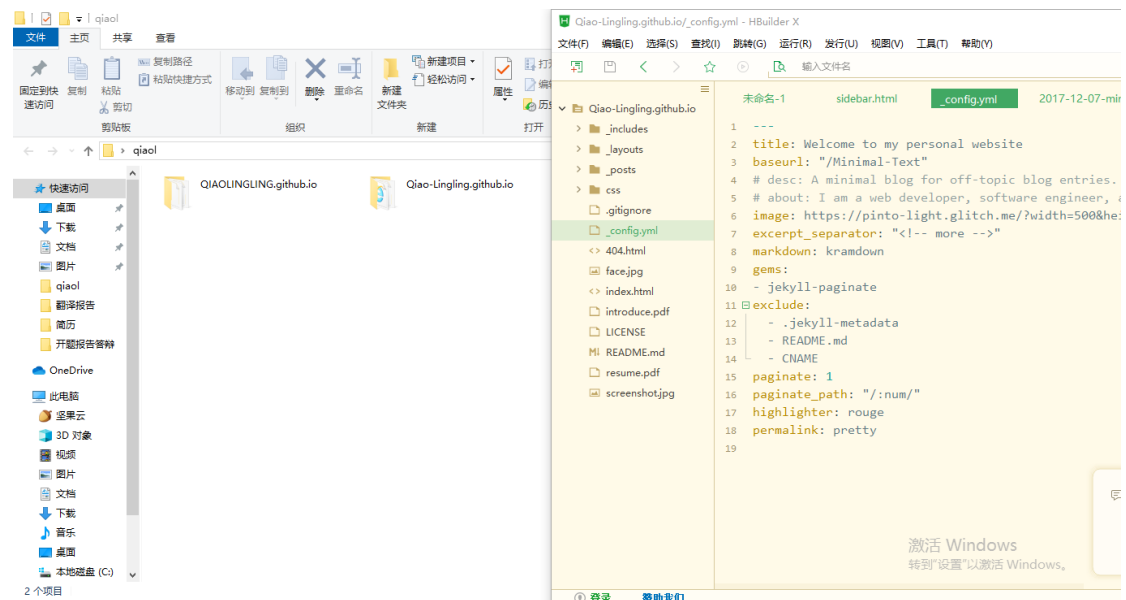 qiaol
文件 主页 共享 查看
固定到快速访问
复制
粘贴
复制路径
粘贴快捷方式
剪切
剪贴板
移动到
复制到
删除
重命名
组织
新建文件夹
新建项目
轻松访问
新建
属性
打开
qiaol
快速访问
桌面
下载
文档
图片
qiaol
翻译报告
简历
开题报告答辩
OneDrive
此电脑
坚果云
3D 对象
视频
图片
文档
下载
音乐
桌面
本地磁盘 (C:)
2 个项目
QIAOLINGLING.github.io
Qiao-Lingling.github.io
Qiao-Lingling.github.io/_config.yml - HBuilder X
文件(F) 编辑(E) 选择(S) 查找(I) 跳转(G) 运行(R) 发行(U) 视图(V) 工具(T) 帮助(Y)
输入文件名
Qiao-Lingling.github.io
_includes
_layouts
_posts
css
.gitignore
_config.yml
404.html
face.jpg
index.html
introduce.pdf
LICENSE
README.md
resume.pdf
screenshot.jpg
未命名-1 sidebar.html _config.yml 2017-12-07-mi
1 ---
2 title: Welcome to my personal website
3 baseurl: "/Minimal-Text"
4 # desc: A minimal blog for off-topic blog entries.
5 # about: I am a web developer, software engineer, a
6 image: https://pinto-light.glitch.me/?width=500&hei
7 excerpt_separator: "<!-- more -->"
8 markdown: kramdown
9 gems:
10 - jekyll-paginate
11 exclude:
12 - .jekyll-metadata
13 - README.md
14 - CNAME
15 paginate: 1
16 paginate_path: "/:num/"
17 highlighter: rouge
18 permalink: pretty
19
激活 Windows
转到"设置"以激活 Windows。
登录 赞助我们